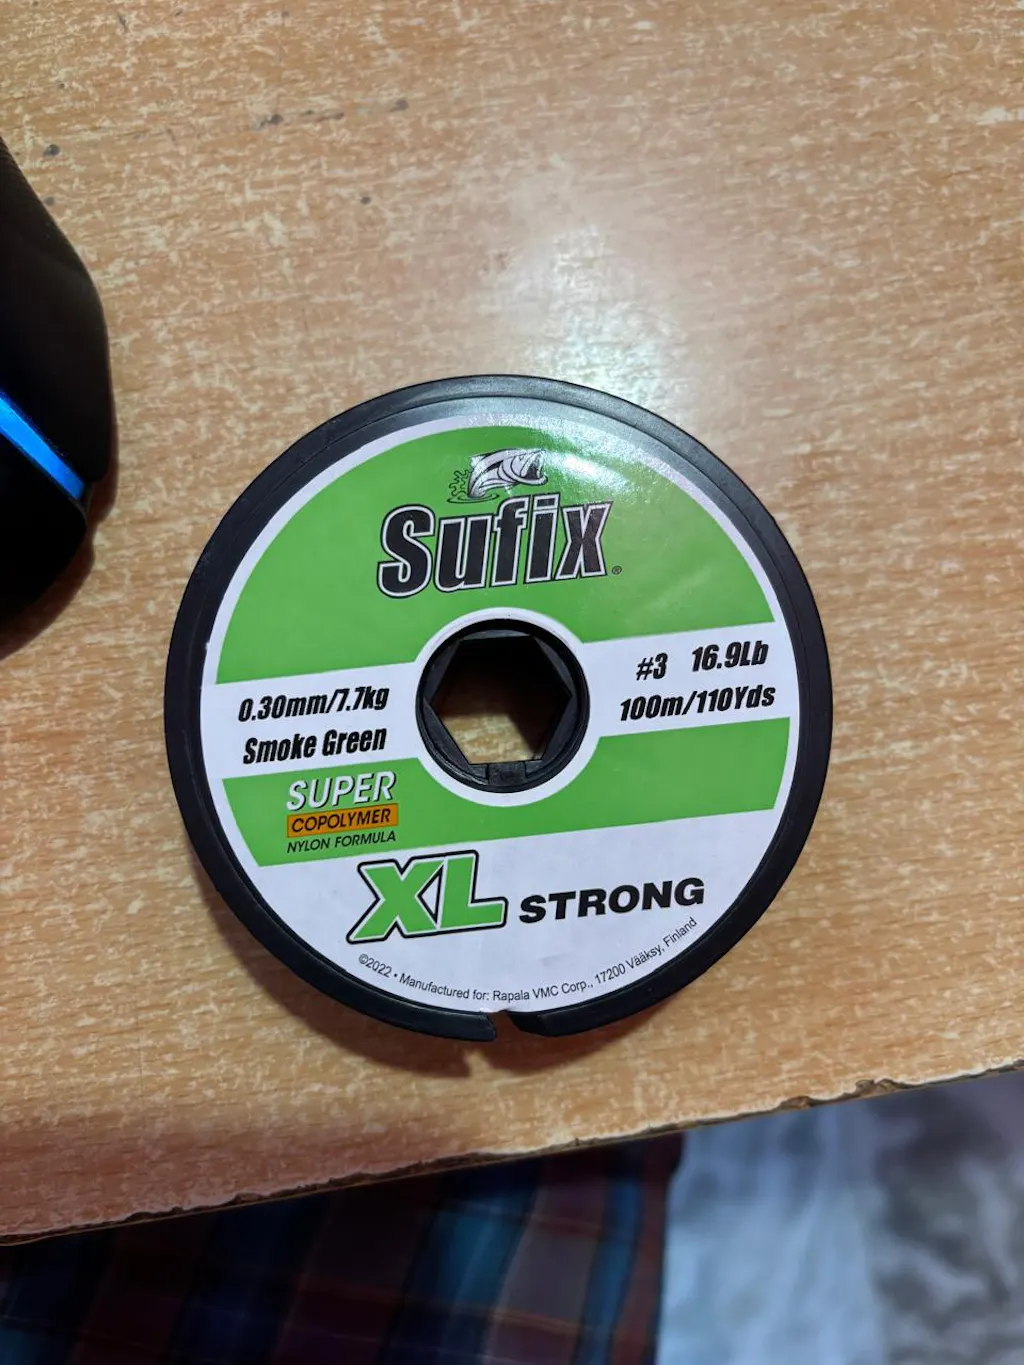 Sufix®
0.30mm/7.7kg
Smoke Green
#3 16.9Lb
100m/110Yds
SUPER
COPOLYMER
NYLON FORMULA
XL STRONG
©2022 • Manufactured for: Rapala VMC Corp., 17200 Vääksy, Finland